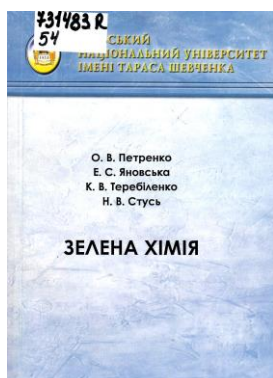 731483 R
54
СЬКИЙ
НАЦІОНАЛЬНИЙ УНІВЕРСИТЕТ
ІМЕНІ ТАРАСА ШЕВЧЕНКА
О. В. Петренко
Е. С. Яновська
К. В. Теребіленко
Н. В. Стусь
ЗЕЛЕНА ХІМІЯ